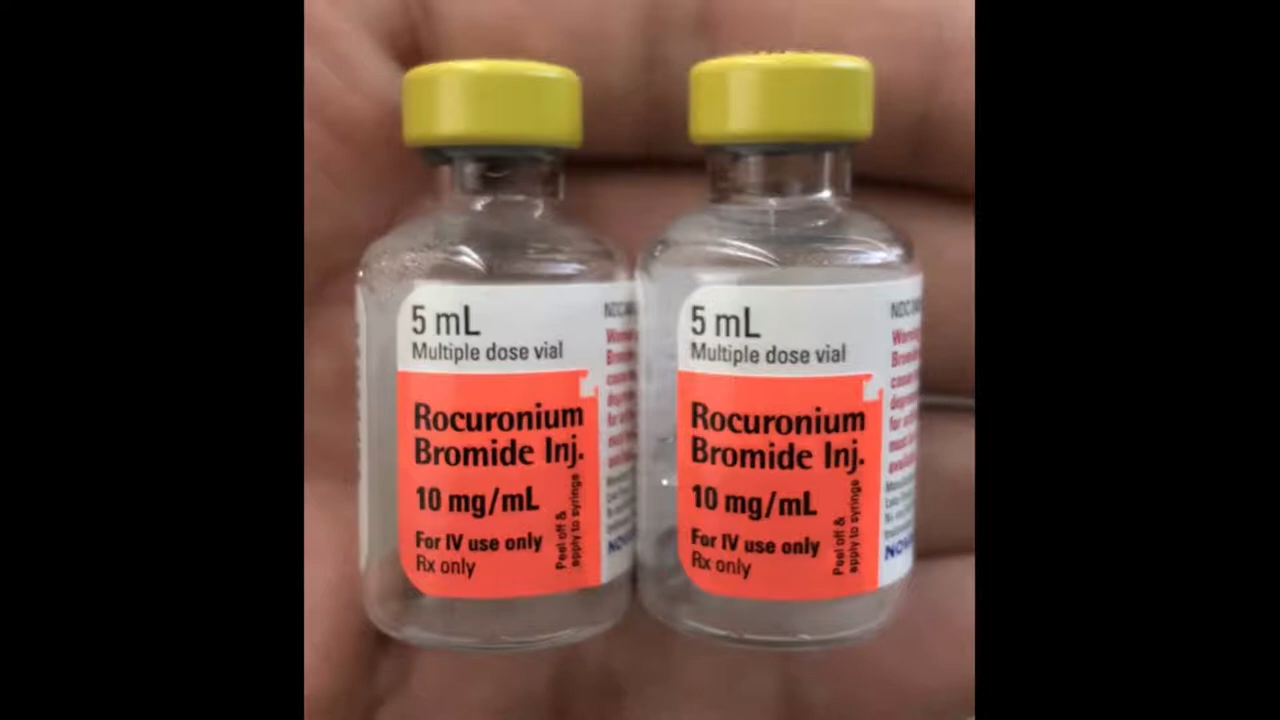 5 mL
Multiple dose vial
Rocuronium
Bromide Inj.
10 mg/mL
For IV use only
Rx only
Peel off &
apply to syringe
5 mL
Multiple dose vial
Rocuronium
Bromide Inj.
10 mg/mL
For IV use only
Rx only
Peel off &
apply to syringe